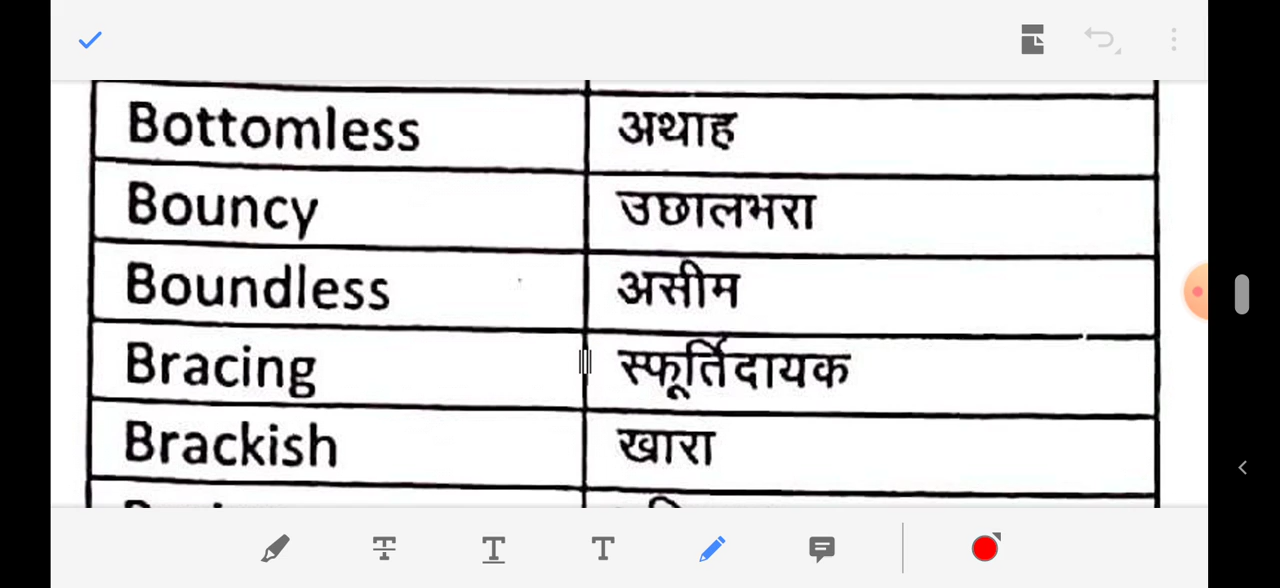 Bottomless अथाह
Bouncy उछालभरा
Boundless असीम
Bracing स्फूर्तिदायक
Brackish खारा